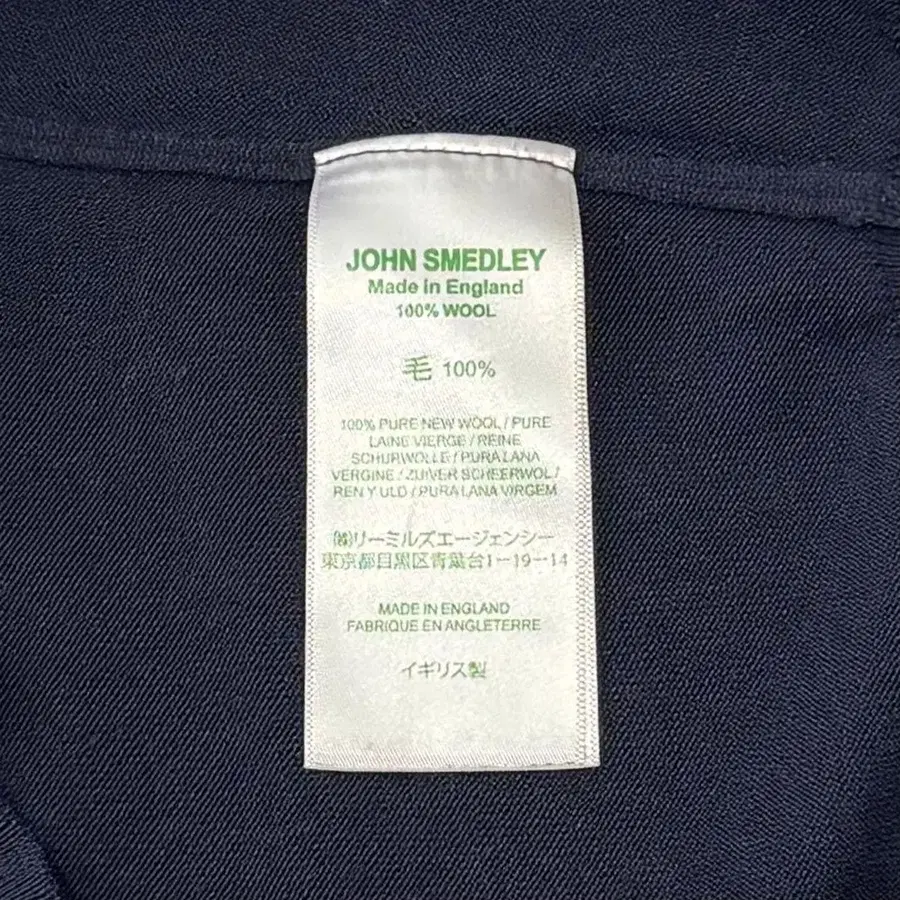 JOHN SMEDLEY
Made in England
100% WOOL
毛 100%
100% PURE NEW WOOL / PURE
LAINE VIERGE / REINE
SCHURWOLLE / PURA LANA
VERGINE / ZUIVER SCHEERWOL /
REN Y ULD / PURA LANA VIRGEM
㈱リーミルズエージェンシー
東京都目黒区青葉台1-19-14
MADE IN ENGLAND
FABRIQUE EN ANGLETERRE
イギリス製